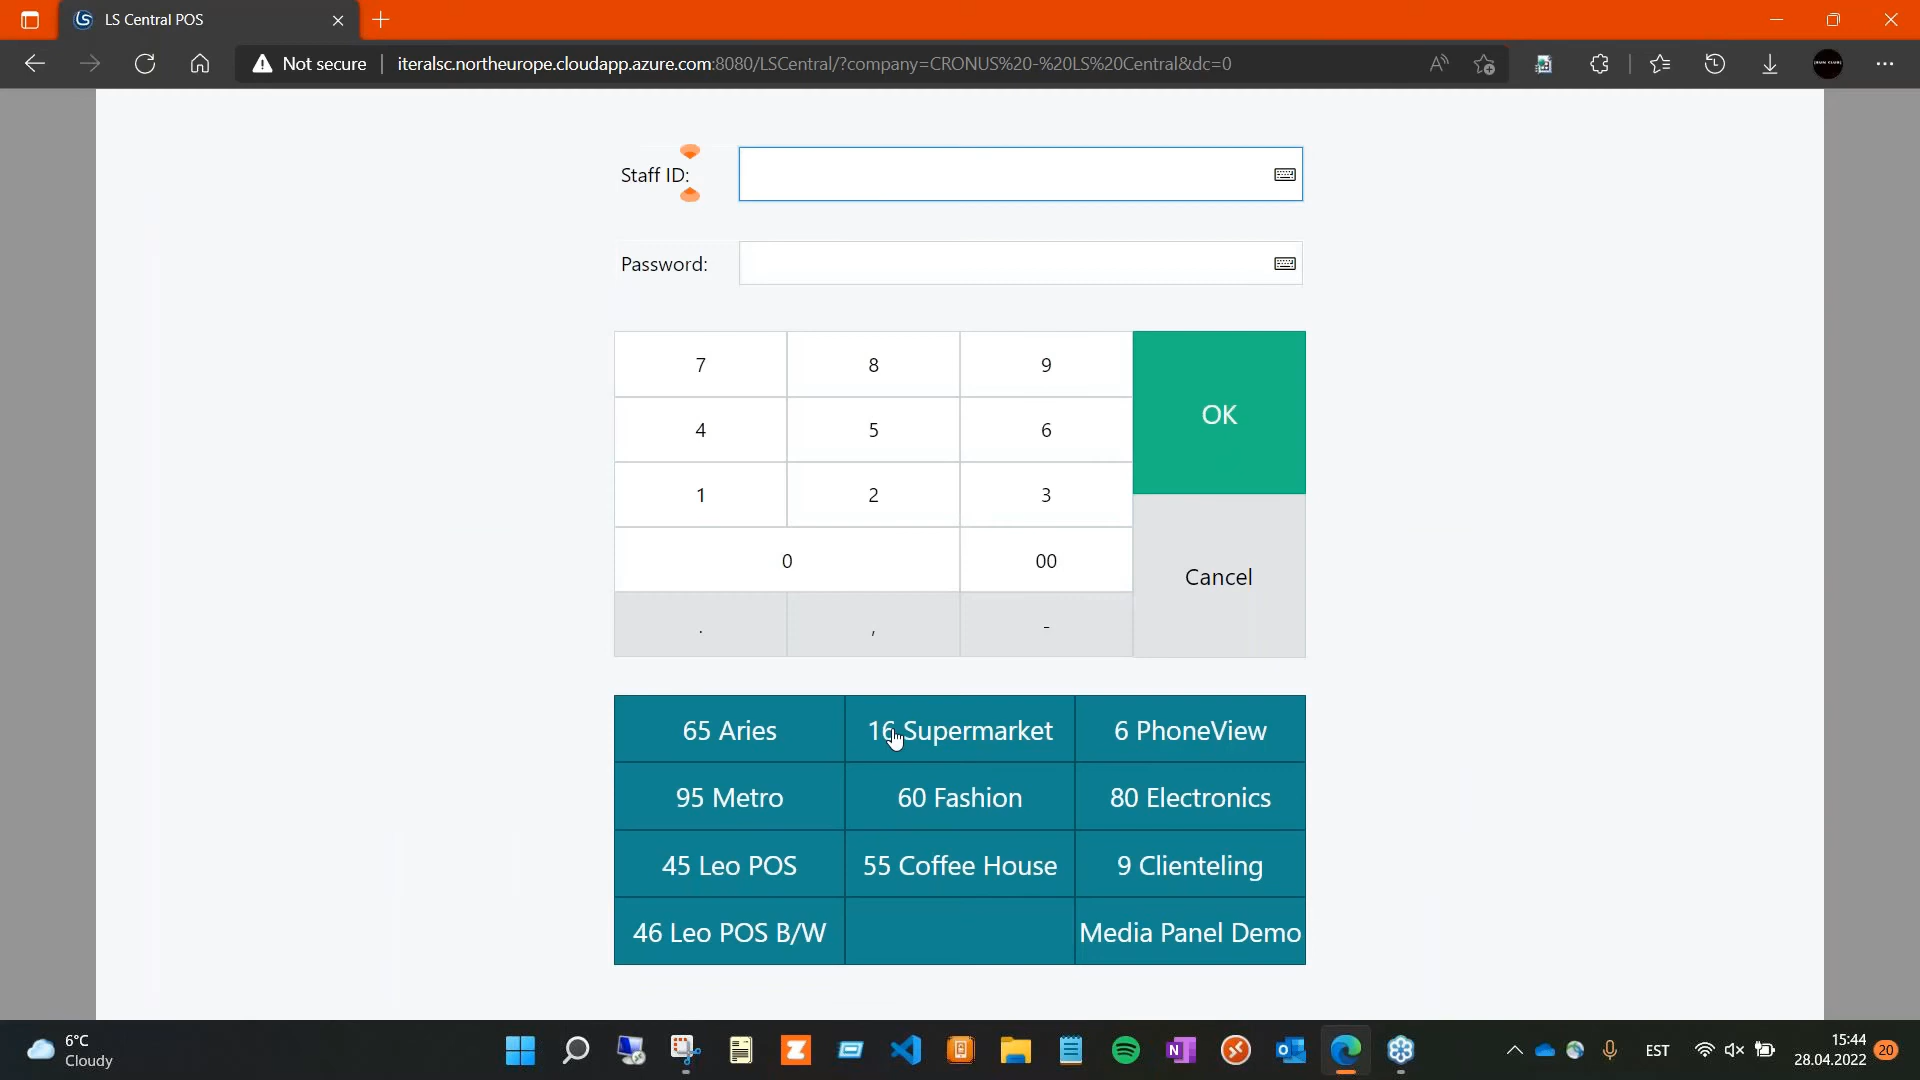 LS Central POS
Not secure
iteralsc.northeurope.cloudapp.azure.com:8080/LSCentral/?company=CRONUS%20-%20LS%20Central&dc=0
Staff ID:
Password:
7 8 9
OK
4 5 6
1 2 3
Cancel
0 00
. , -
65 Aries 16 Supermarket 6 PhoneView
95 Metro 60 Fashion 80 Electronics
45 Leo POS 55 Coffee House 9 Clienteling
46 Leo POS B/W Media Panel Demo
6°C
Cloudy
EST
15:44
28.04.2022
20